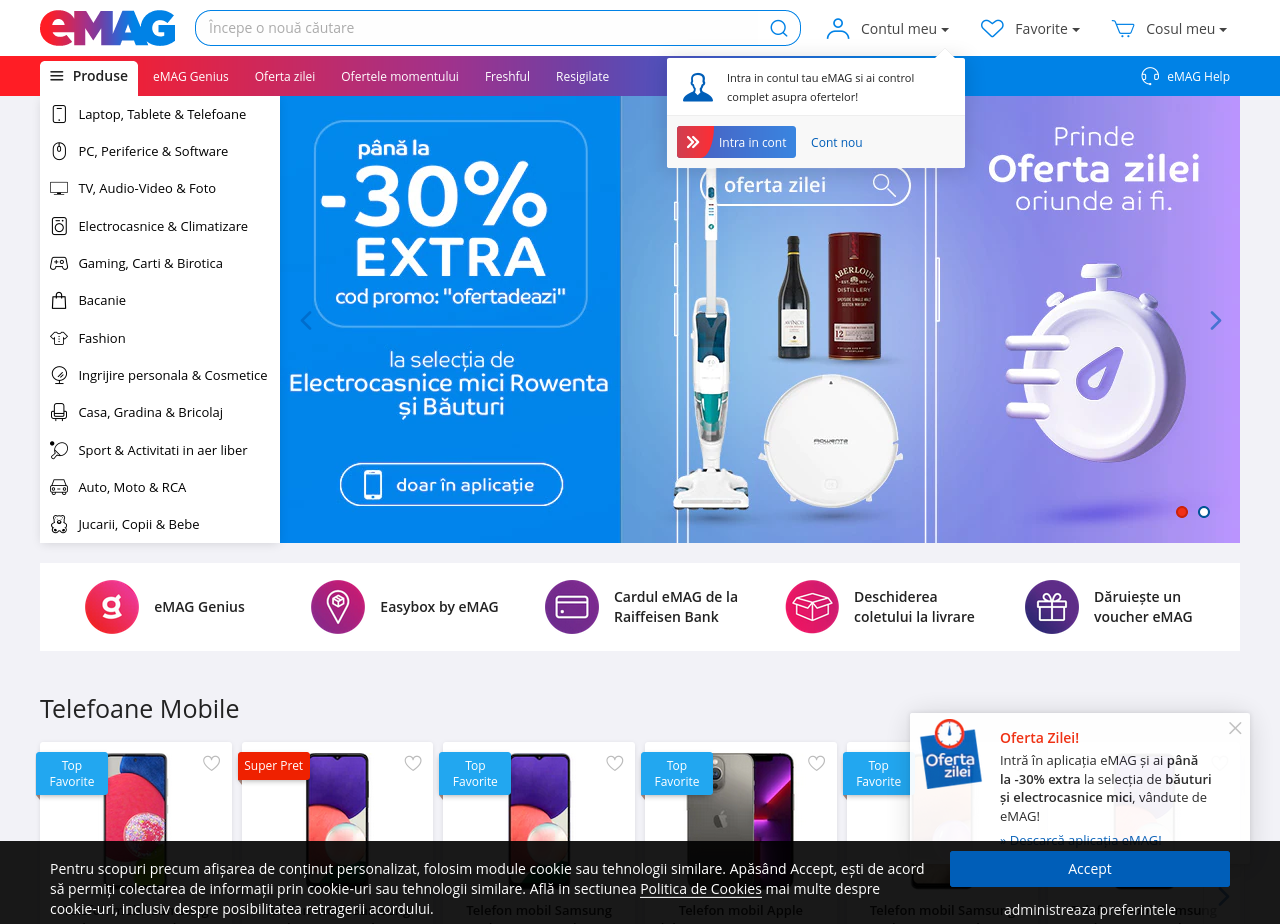 eMAG
Începe o nouă căutare
Contul meu
Favorite
Cosul meu
Produse
eMAG Genius
Oferta zilei
Ofertele momentului
Freshful
Resigilate
eMAG Help
Intra in contul tau eMAG si ai control
complet asupra ofertelor!
Intra in cont
Cont nou
Laptop, Tablete & Telefoane
PC, Periferice & Software
TV, Audio-Video & Foto
Electrocasnice & Climatizare
Gaming, Carti & Birotica
Bacanie
Fashion
Ingrijire personala & Cosmetice
Casa, Gradina & Bricolaj
Sport & Activitati in aer liber
Auto, Moto & RCA
Jucarii, Copii & Bebe
până la
-30%
EXTRA
cod promo: "ofertadeazi"
la selecția de
Electrocasnice mici Rowenta
și Băuturi
doar în aplicație
oferta zilei
ABERLOUR
DISTILLERY
12
Rowenta
Prinde
Oferta zilei
oriunde ai fi.
eMAG Genius
Easybox by eMAG
Cardul eMAG de la
Raiffeisen Bank
Deschiderea
coletului la livrare
Dăruiește un
voucher eMAG
Telefoane Mobile
Top
Favorite
Super Pret
Top
Favorite
Top
Favorite
Top
Favorite
Oferta
zilei
Oferta Zilei!
Intră în aplicația eMAG și ai până
la -30% extra la selecția de băuturi
și electrocasnice mici, vândute de
eMAG!
» Descarcă aplicația eMAG!
Pentru scopuri precum afișarea de conținut personalizat, folosim module cookie sau tehnologii similare. Apăsând Accept, ești de acord
să permiți colectarea de informații prin cookie-uri sau tehnologii similare. Află in sectiunea Politica de Cookies mai multe despre
cookie-uri, inclusiv despre posibilitatea retragerii acordului.
Accept
administreaza preferintele
Telefon mobil Samsung
Telefon mobil Apple